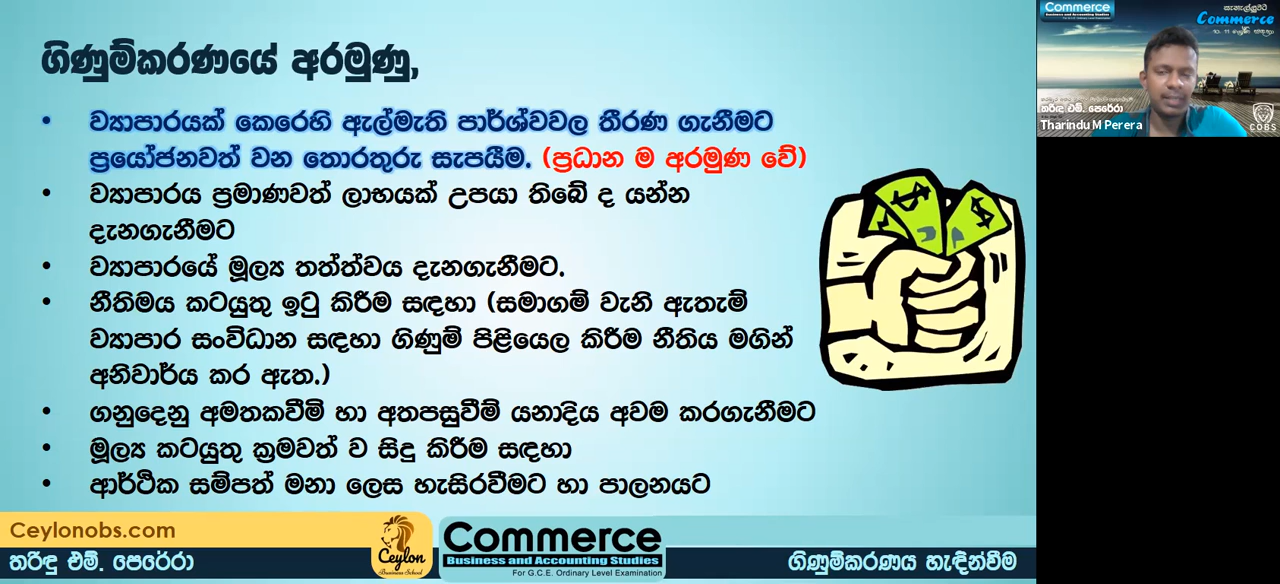 ගිණුම්කරණයේ අරමුණු,
• ව්‍යාපාරයක් කෙරෙහි ඇල්මැති පාර්ශ්වවල තීරණ ගැනීමට
ප්‍රයෝජනවත් වන තොරතුරු සැපයීම. (ප්‍රධාන ම අරමුණ වේ)
• ව්‍යාපාරය ප්‍රමාණවත් ලාභයක් උපයා තිබේ ද යන්න
දැනගැනීමට
• ව්‍යාපාරයේ මූල්‍ය තත්ත්වය දැනගැනීමට.
• නීතිමය කටයුතු ඉටු කිරීම සඳහා (සමාගම් වැනි ඇතැම්
ව්‍යාපාර සංවිධාන සඳහා ගිණුම් පිළියෙල කිරීම නීතිය මගින්
අනිවාර්ය කර ඇත.)
• ගනුදෙනු අමතකවීම් හා අතපසුවීම් යනාදිය අවම කරගැනීමට
• මූල්‍ය කටයුතු ක්‍රමවත් ව සිදු කිරීම සඳහා
• ආර්ථික සම්පත් මනා ලෙස හැසිරවීමට හා පාලනයට
Ceylonobs.com
තරිඳු එම්. පෙරේරා
Ceylon
Business School
Commerce
Business and Accounting Studies
For G.C.E. Ordinary Level Examination
ගිණුම්කරණය හැඳින්වීම
Commerce
Business and Accounting Studies
Commerce
තරිඳු එම්. පෙරේරා
Tharindu M Perera
COBS